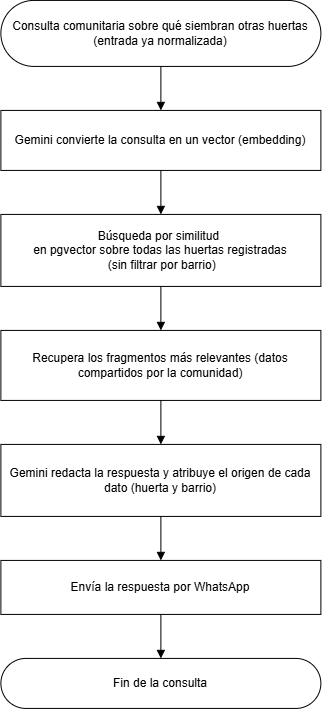 Consulta comunitaria sobre qué siembran otras huertas
(entrada ya normalizada)
Gemini convierte la consulta en un vector (embedding)
Búsqueda por similitud
en pgvector sobre todas las huertas registradas
(sin filtrar por barrio)
Recupera los fragmentos más relevantes (datos
compartidos por la comunidad)
Gemini redacta la respuesta y atribuye el origen de cada
dato (huerta y barrio)
Envía la respuesta por WhatsApp
Fin de la consulta